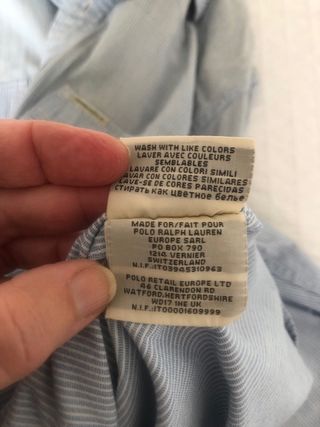 WASH WITH LIKE COLORS
LAVER AVEC COULEURS
SEMBLABLES
LAVARE CON COLORI SIMILI
LAVAR CON COLORES SIMILARES
LAVE-SE DE CORES PARECIDAS
СТИРАТЬ КАК ЦВЕТНОЕ БЕЛЬЕ
MADE FOR/FAIT POUR
POLO RALPH LAUREN
EUROPE SARL
PO BOX 790
1214 VERNIER
SWITZERLAND
N.I.F.:IT03945310963
POLO RETAIL EUROPE LTD
46 CLARENDON RD
WATFORD,HERTFORDSHIRE
WD17 1HE UK
N.I.F.:IT0001609999